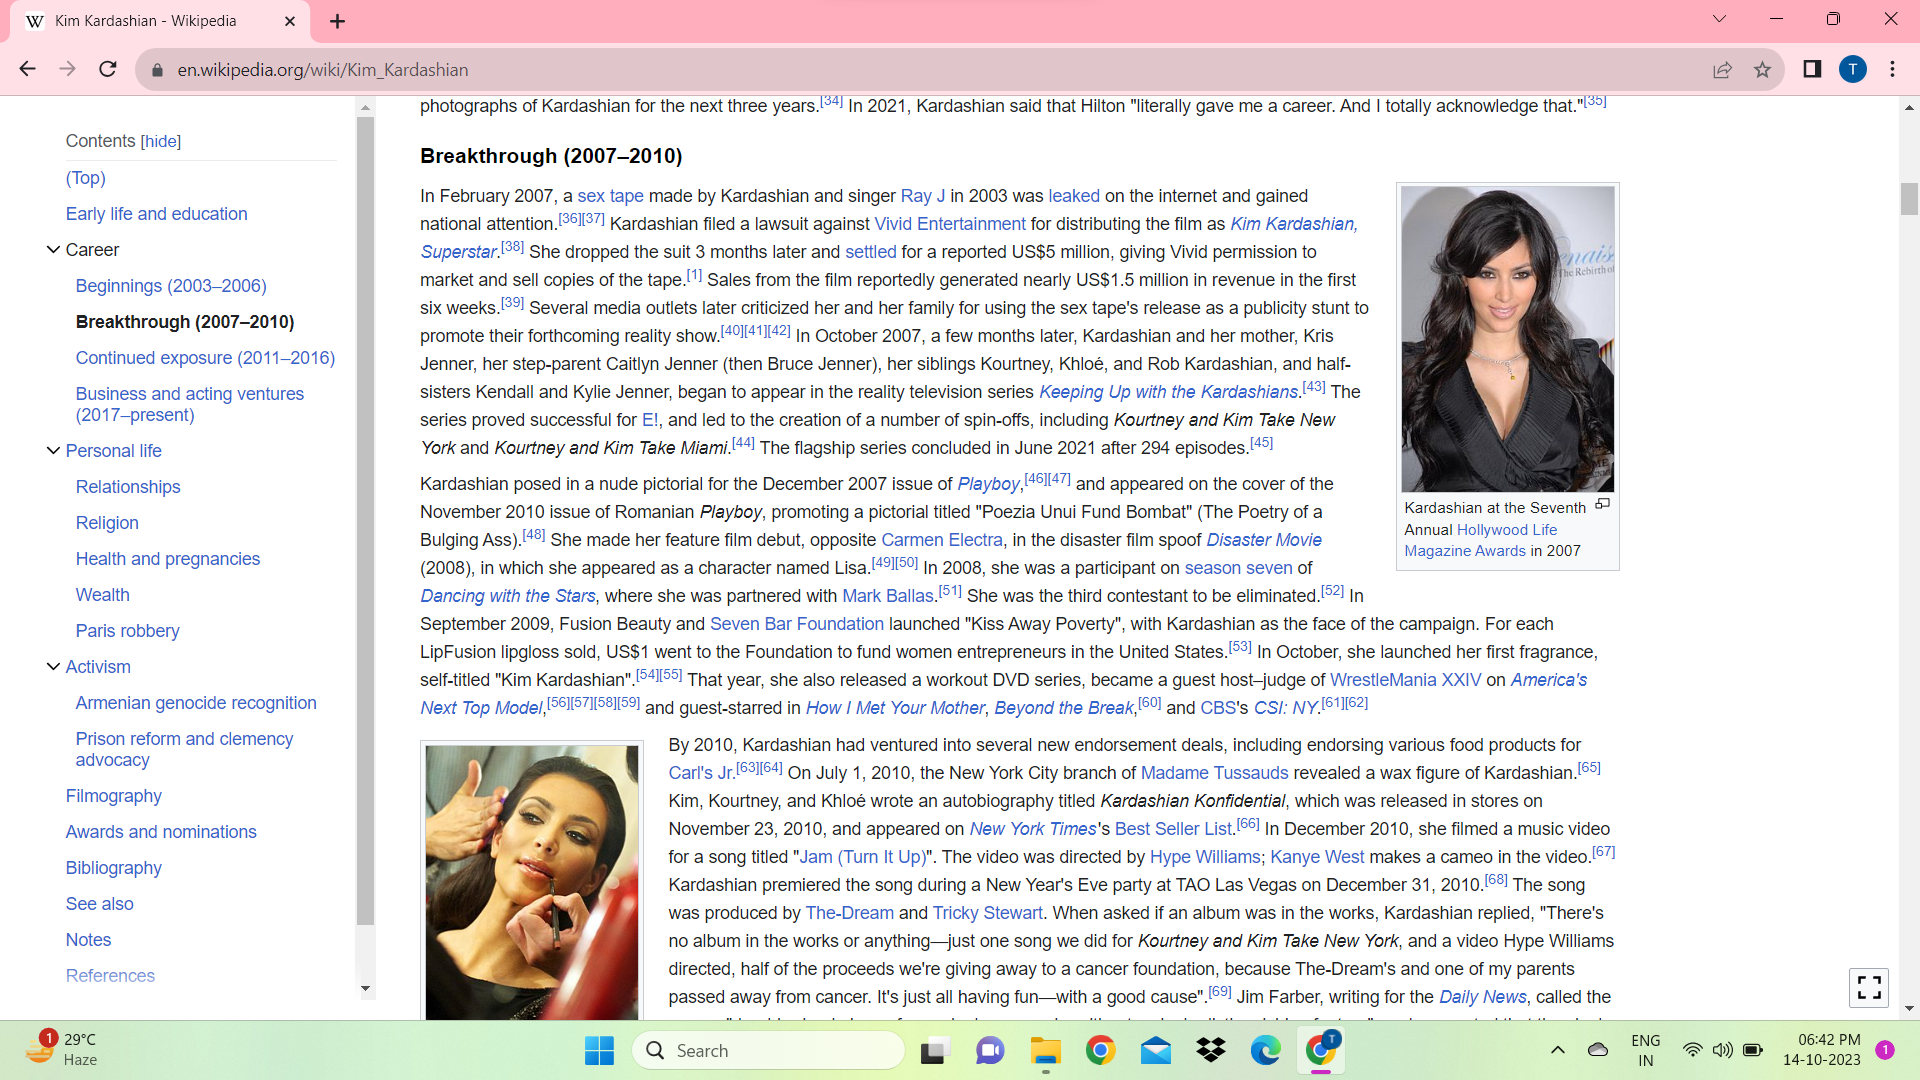 Kim Kardashian - Wikipedia
en.wikipedia.org/wiki/Kim_Kardashian
T
Contents [hide]
(Top)
Early life and education
Career
Beginnings (2003–2006)
Breakthrough (2007–2010)
Continued exposure (2011–2016)
Business and acting ventures
(2017–present)
Personal life
Relationships
Religion
Health and pregnancies
Wealth
Paris robbery
Activism
Armenian genocide recognition
Prison reform and clemency
advocacy
Filmography
Awards and nominations
Bibliography
See also
Notes
References
photographs of Kardashian for the next three years.[34] In 2021, Kardashian said that Hilton "literally gave me a career. And I totally acknowledge that."[35]
Breakthrough (2007–2010)
In February 2007, a sex tape made by Kardashian and singer Ray J in 2003 was leaked on the internet and gained
national attention.[36][37] Kardashian filed a lawsuit against Vivid Entertainment for distributing the film as Kim Kardashian,
Superstar.[38] She dropped the suit 3 months later and settled for a reported US$5 million, giving Vivid permission to
market and sell copies of the tape.[1] Sales from the film reportedly generated nearly US$1.5 million in revenue in the first
six weeks.[39] Several media outlets later criticized her and her family for using the sex tape's release as a publicity stunt to
promote their forthcoming reality show.[40][41][42] In October 2007, a few months later, Kardashian and her mother, Kris
Jenner, her step-parent Caitlyn Jenner (then Bruce Jenner), her siblings Kourtney, Khloé, and Rob Kardashian, and half-
sisters Kendall and Kylie Jenner, began to appear in the reality television series Keeping Up with the Kardashians.[43] The
series proved successful for E!, and led to the creation of a number of spin-offs, including Kourtney and Kim Take New
York and Kourtney and Kim Take Miami.[44] The flagship series concluded in June 2021 after 294 episodes.[45]
The Rebirth of
Kardashian at the Seventh
Annual Hollywood Life
Magazine Awards in 2007
Kardashian posed in a nude pictorial for the December 2007 issue of Playboy,[46][47] and appeared on the cover of the
November 2010 issue of Romanian Playboy, promoting a pictorial titled "Poezia Unui Fund Bombat" (The Poetry of a
Bulging Ass).[48] She made her feature film debut, opposite Carmen Electra, in the disaster film spoof Disaster Movie
(2008), in which she appeared as a character named Lisa.[49][50] In 2008, she was a participant on season seven of
Dancing with the Stars, where she was partnered with Mark Ballas.[51] She was the third contestant to be eliminated.[52] In
September 2009, Fusion Beauty and Seven Bar Foundation launched "Kiss Away Poverty", with Kardashian as the face of the campaign. For each
LipFusion lipgloss sold, US$1 went to the Foundation to fund women entrepreneurs in the United States.[53] In October, she launched her first fragrance,
self-titled "Kim Kardashian".[54][55] That year, she also released a workout DVD series, became a guest host–judge of WrestleMania XXIV on America's
Next Top Model,[56][57][58][59] and guest-starred in How I Met Your Mother, Beyond the Break,[60] and CBS's CSI: NY.[61][62]
By 2010, Kardashian had ventured into several new endorsement deals, including endorsing various food products for
Carl's Jr.[63][64] On July 1, 2010, the New York City branch of Madame Tussauds revealed a wax figure of Kardashian.[65]
Kim, Kourtney, and Khloé wrote an autobiography titled Kardashian Konfidential, which was released in stores on
November 23, 2010, and appeared on New York Times's Best Seller List.[66] In December 2010, she filmed a music video
for a song titled "Jam (Turn It Up)". The video was directed by Hype Williams; Kanye West makes a cameo in the video.[67]
Kardashian premiered the song during a New Year's Eve party at TAO Las Vegas on December 31, 2010.[68] The song
was produced by The-Dream and Tricky Stewart. When asked if an album was in the works, Kardashian replied, "There's
no album in the works or anything—just one song we did for Kourtney and Kim Take New York, and a video Hype Williams
directed, half of the proceeds we're giving away to a cancer foundation, because The-Dream's and one of my parents
passed away from cancer. It's just all having fun—with a good cause".[69] Jim Farber, writing for the Daily News, called the
1
29°C
Haze
Search
T
ENG
IN
06:42 PM
14-10-2023
1